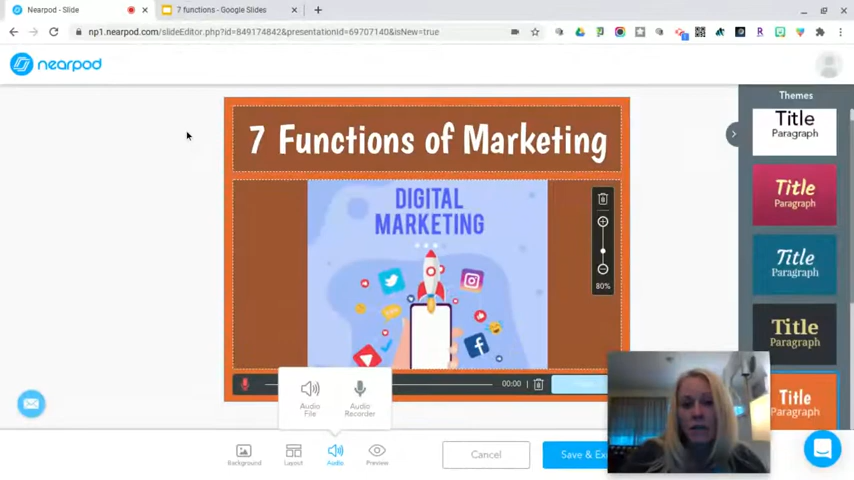 Nearpod - Slide
7 functions - Google Slides
np1.nearpod.com/slideEditor.php?id=849174842&presentationId=69707140&isNew=true
nearpod
Themes
Title
Paragraph
Title
Paragraph
Title
Paragraph
Title
Paragraph
Title
Paragraph
7 Functions of Marketing
DIGITAL
MARKETING
80%
00:00
Audio
File
Audio
Recorder
Background
Layout
Audio
Preview
Cancel
Save & Ex